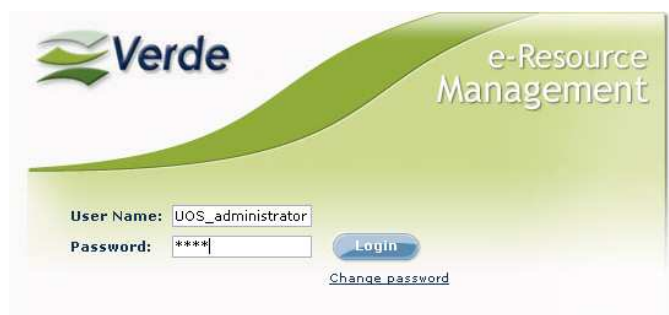 Verde
e-Resource
Management
User Name: UOS_administrator
Password: ****
Login
Change password